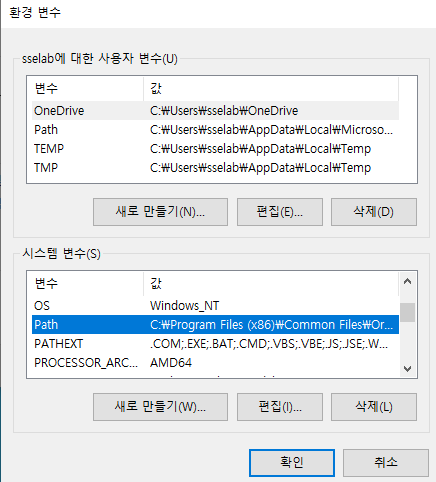 환경 변수
sselab에 대한 사용자 변수(U)
변수 값
OneDrive C:₩Users₩sselab₩OneDrive
Path C:₩Users₩sselab₩AppData₩Local₩Microso...
TEMP C:₩Users₩sselab₩AppData₩Local₩Temp
TMP C:₩Users₩sselab₩AppData₩Local₩Temp
새로 만들기(N)... 편집(E)... 삭제(D)
시스템 변수(S)
변수 값
OS Windows_NT
Path C:₩Program Files (x86)₩Common Files₩Or...
PATHEXT .COM;.EXE;.BAT;.CMD;.VBS;.VBE;.JS;.JSE;.W...
PROCESSOR_ARC... AMD64
새로 만들기(W)... 편집(I)... 삭제(L)
확인 취소